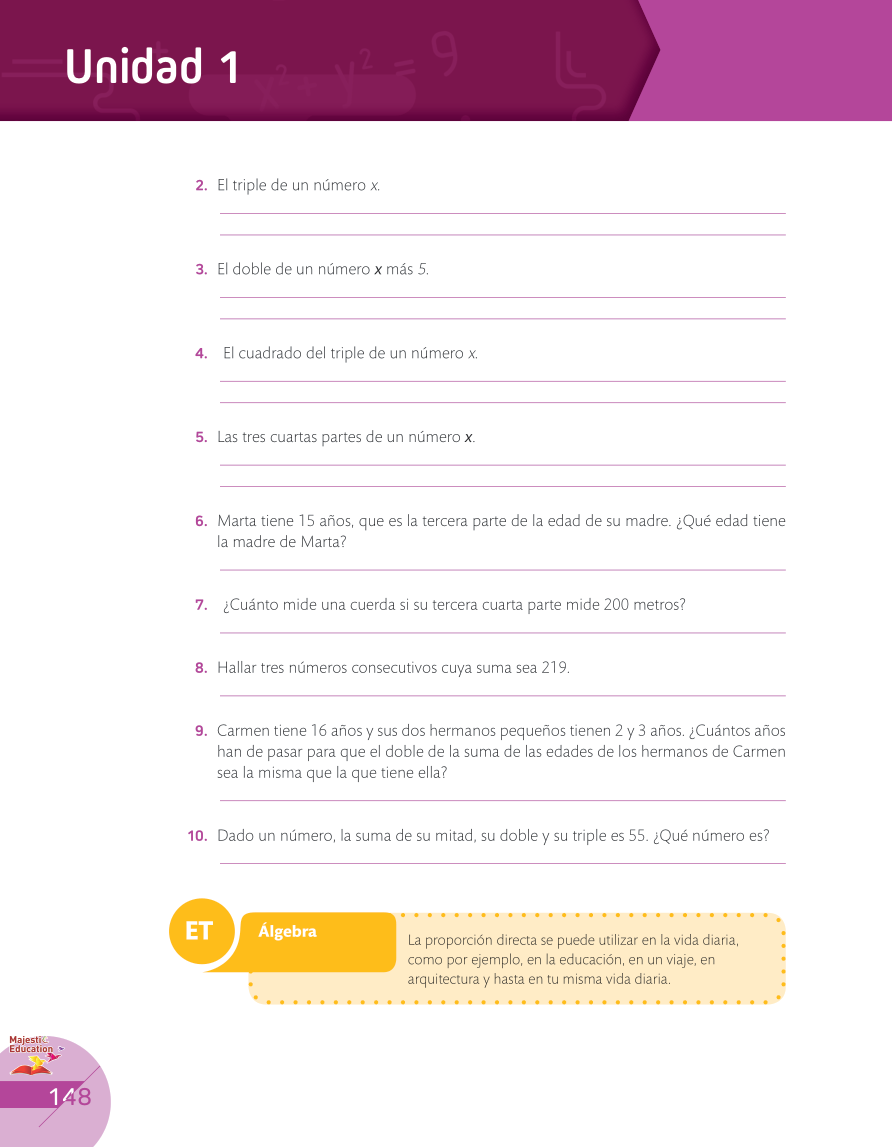 Unidad 1
x² + y² = 9
2. El triple de un número x.
3. El doble de un número x más 5.
4. El cuadrado del triple de un número x.
5. Las tres cuartas partes de un número x.
6. Marta tiene 15 años, que es la tercera parte de la edad de su madre. ¿Qué edad tiene
la madre de Marta?
7. ¿Cuánto mide una cuerda si su tercera cuarta parte mide 200 metros?
8. Hallar tres números consecutivos cuya suma sea 219.
9. Carmen tiene 16 años y sus dos hermanos pequeños tienen 2 y 3 años. ¿Cuántos años
han de pasar para que el doble de la suma de las edades de los hermanos de Carmen
sea la misma que la que tiene ella?
10. Dado un número, la suma de su mitad, su doble y su triple es 55. ¿Qué número es?
ET
Álgebra
La proporción directa se puede utilizar en la vida diaria,
como por ejemplo, en la educación, en un viaje, en
arquitectura y hasta en tu misma vida diaria.
Majestic
Education
148